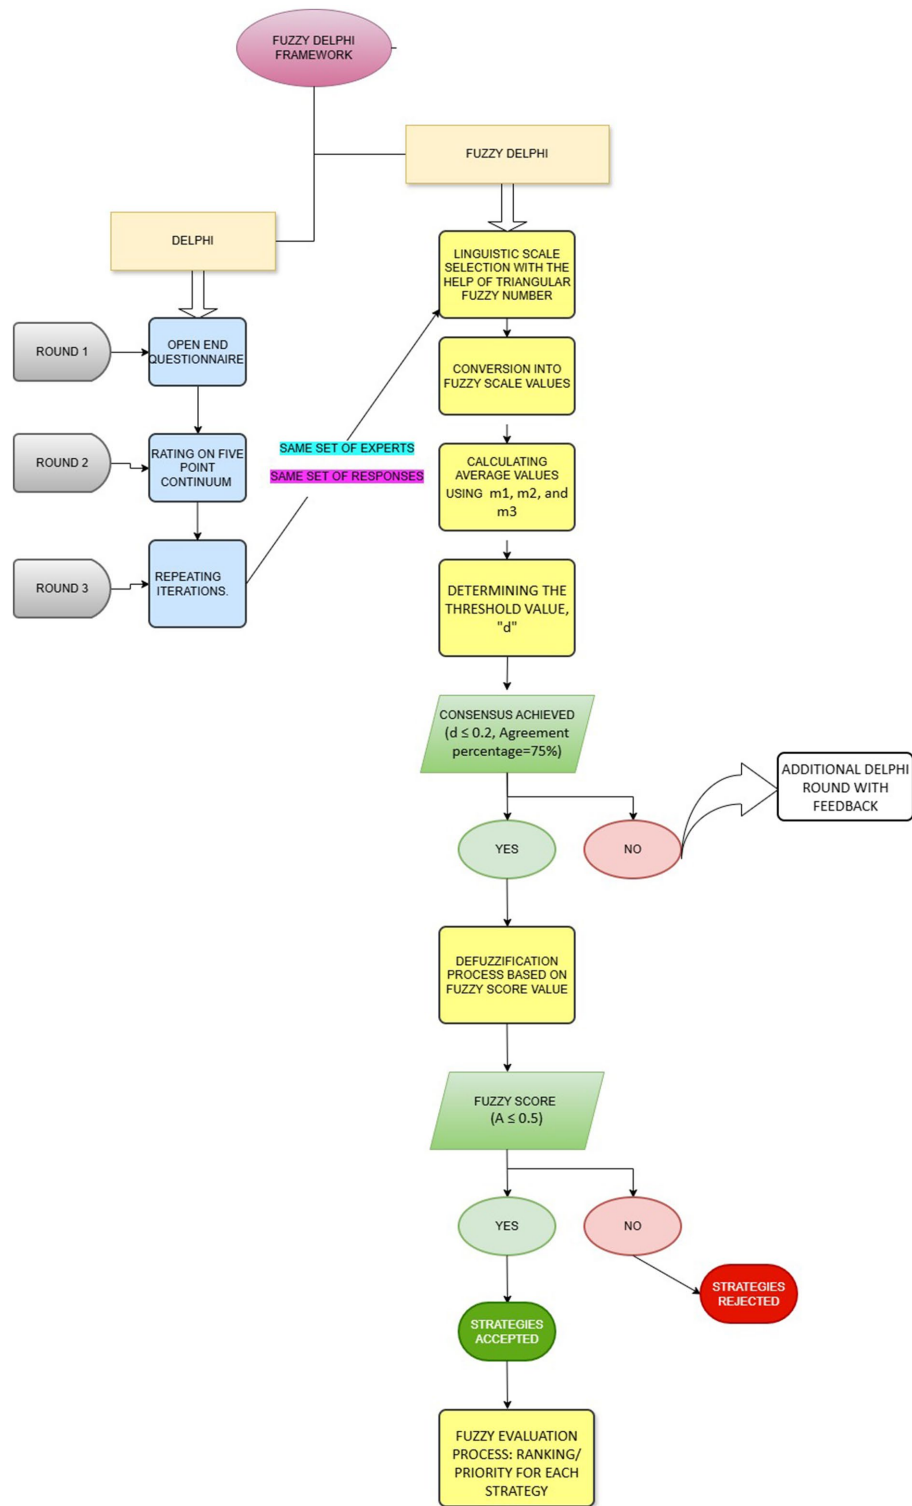 FUZZY DELPHI
FRAMEWORK
FUZZY DELPHI
DELPHI
LINGUISTIC SCALE
SELECTION WITH THE
HELP OF TRIANGULAR
FUZZY NUMBER
ROUND 1
OPEN END
QUESTIONNAIRE
CONVERSION INTO
FUZZY SCALE VALUES
ROUND 2
RATING ON FIVE
POINT
CONTINUUM
SAME SET OF EXPERTS
SAME SET OF RESPONSES
CALCULATING
AVERAGE VALUES
USING m1, m2, and
m3
ROUND 3
REPEATING
ITERATIONS.
DETERMINING THE
THRESHOLD VALUE,
"d"
CONSENSUS ACHIEVED
(d ≤ 0.2, Agreement
percentage=75%)
ADDITIONAL DELPHI
ROUND WITH
FEEDBACK
YES
NO
DEFUZZIFICATION
PROCESS BASED ON
FUZZY SCORE VALUE
FUZZY SCORE
(A ≤ 0.5)
YES
NO
STRATEGIES
REJECTED
STRATEGIES
ACCEPTED
FUZZY EVALUATION
PROCESS: RANKING/
PRIORITY FOR EACH
STRATEGY